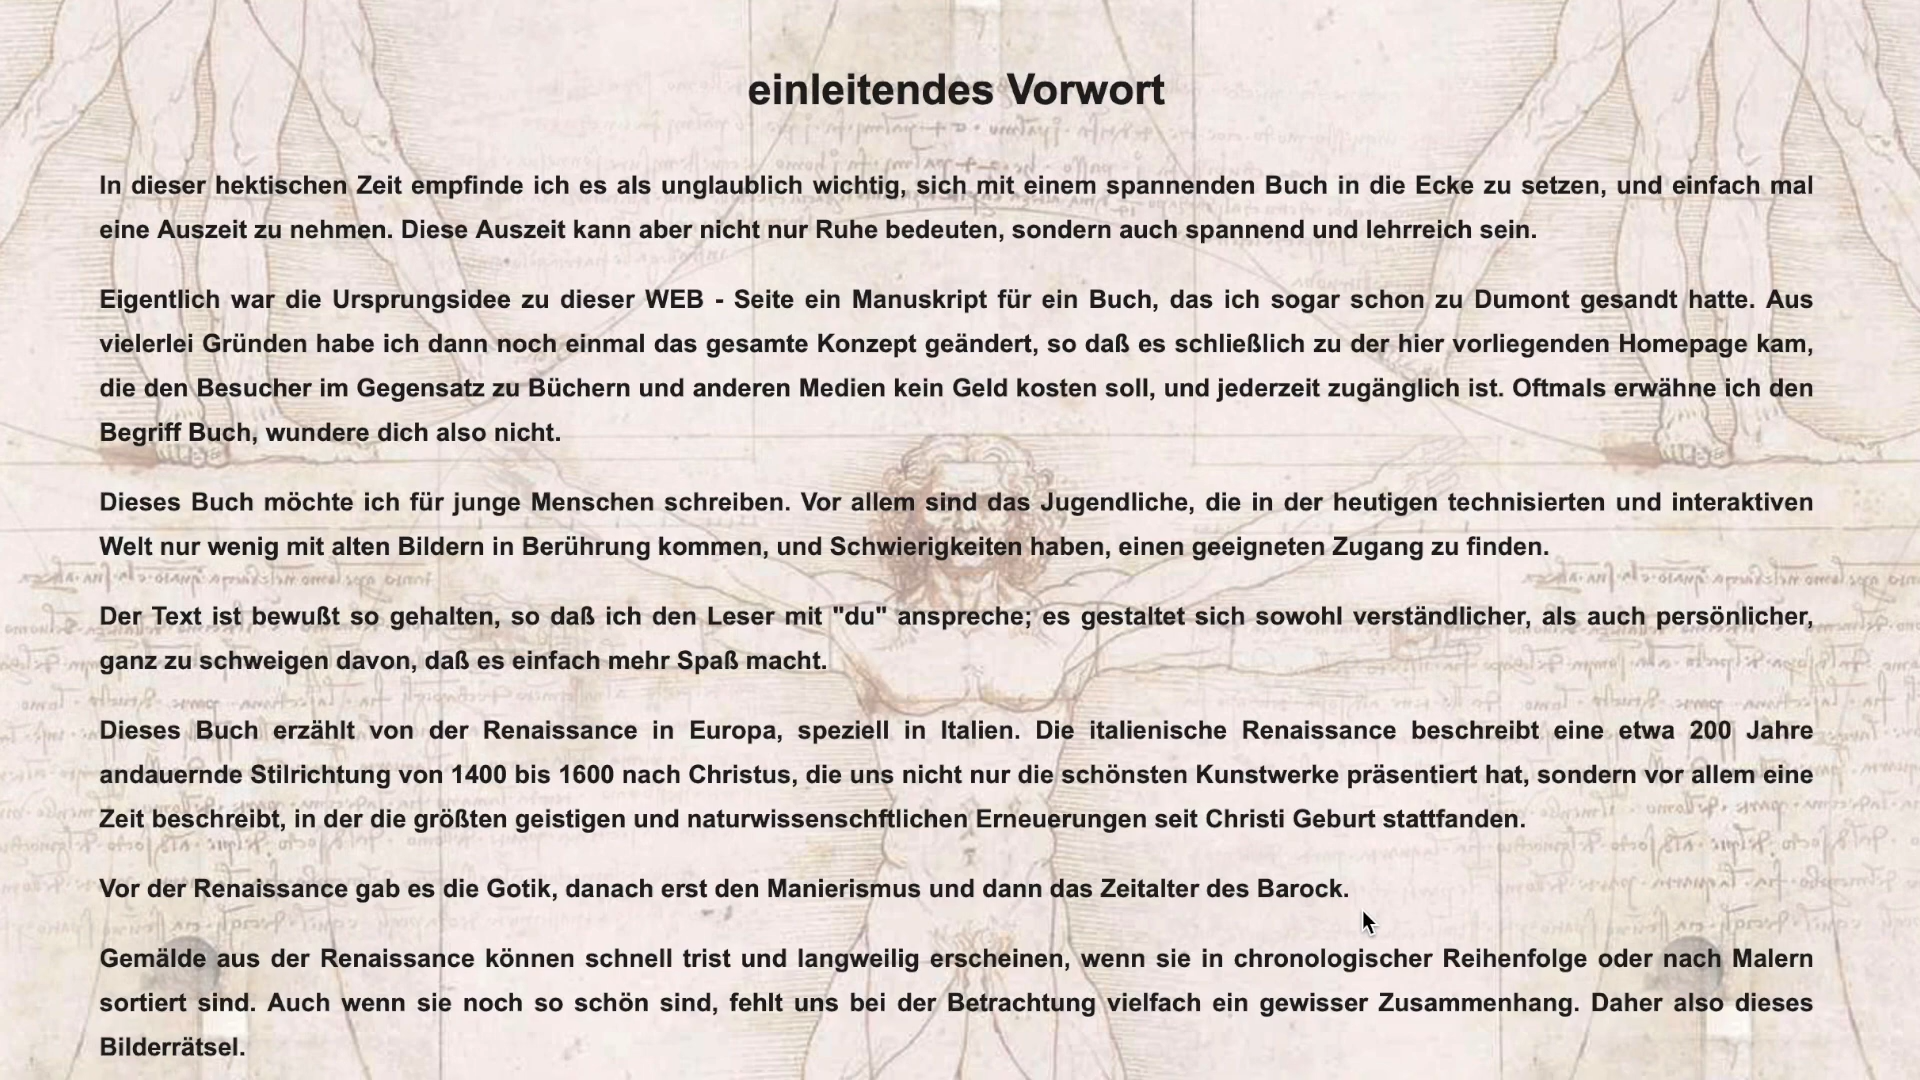 einleitendes Vorwort
In dieser hektischen Zeit empfinde ich es als unglaublich wichtig, sich mit einem spannenden Buch in die Ecke zu setzen, und einfach mal
eine Auszeit zu nehmen. Diese Auszeit kann aber nicht nur Ruhe bedeuten, sondern auch spannend und lehrreich sein.
Eigentlich war die Ursprungsidee zu dieser WEB - Seite ein Manuskript für ein Buch, das ich sogar schon zu Dumont gesandt hatte. Aus
vielerlei Gründen habe ich dann noch einmal das gesamte Konzept geändert, so daß es schließlich zu der hier vorliegenden Homepage kam,
die den Besucher im Gegensatz zu Büchern und anderen Medien kein Geld kosten soll, und jederzeit zugänglich ist. Oftmals erwähne ich den
Begriff Buch, wundere dich also nicht.
Dieses Buch möchte ich für junge Menschen schreiben. Vor allem sind das Jugendliche, die in der heutigen technisierten und interaktiven
Welt nur wenig mit alten Bildern in Berührung kommen, und Schwierigkeiten haben, einen geeigneten Zugang zu finden.
Der Text ist bewußt so gehalten, so daß ich den Leser mit "du" anspreche; es gestaltet sich sowohl verständlicher, als auch persönlicher,
ganz zu schweigen davon, daß es einfach mehr Spaß macht.
Dieses Buch erzählt von der Renaissance in Europa, speziell in Italien. Die italienische Renaissance beschreibt eine etwa 200 Jahre
andauernde Stilrichtung von 1400 bis 1600 nach Christus, die uns nicht nur die schönsten Kunstwerke präsentiert hat, sondern vor allem eine
Zeit beschreibt, in der die größten geistigen und naturwissenschftlichen Erneuerungen seit Christi Geburt stattfanden.
Vor der Renaissance gab es die Gotik, danach erst den Manierismus und dann das Zeitalter des Barock.
Gemälde aus der Renaissance können schnell trist und langweilig erscheinen, wenn sie in chronologischer Reihenfolge oder nach Malern
sortiert sind. Auch wenn sie noch so schön sind, fehlt uns bei der Betrachtung vielfach ein gewisser Zusammenhang. Daher also dieses
Bilderrätsel.